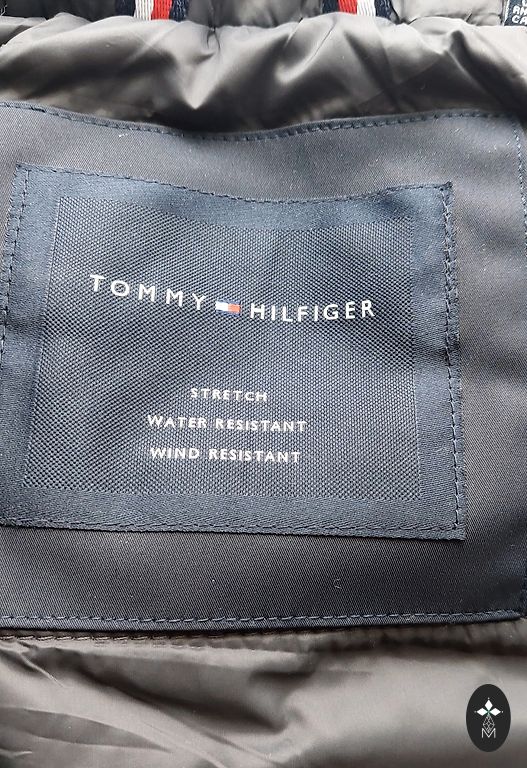 TOMMY HILFIGER
STRETCH
WATER RESISTANT
WIND RESISTANT
M